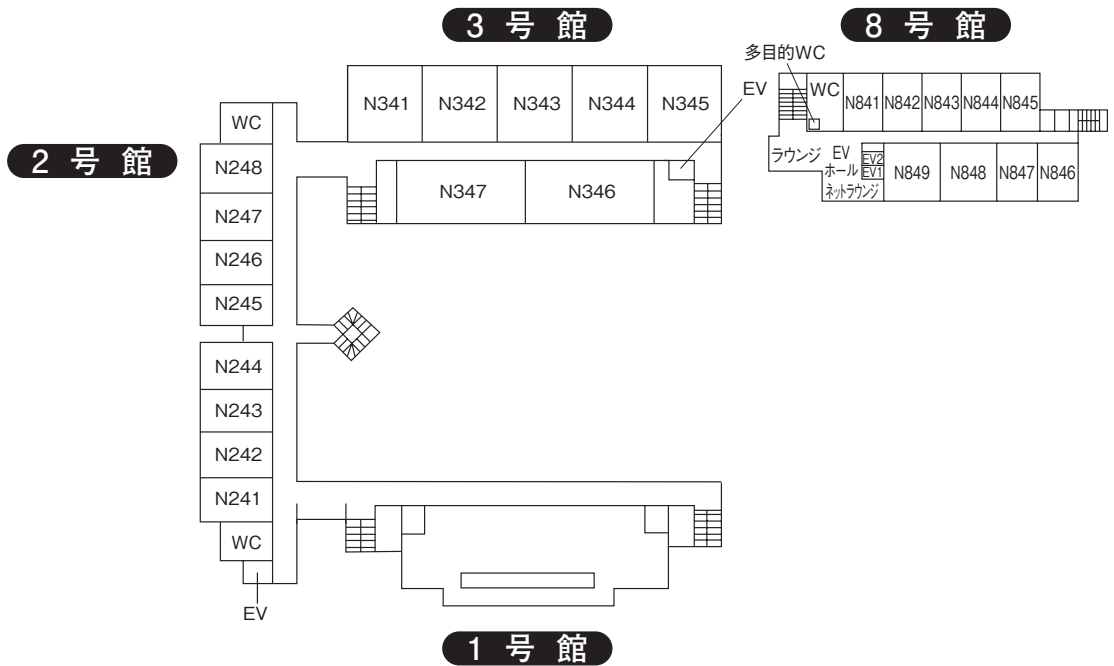 3 号 館
8 号 館
多目的WC
EV
N341
N342
N343
N344
N345
WC
N841
N842
N843
N844
N845
2 号 館
WC
N248
N247
N246
N245
N244
N243
N242
N241
WC
EV
N347
N346
ラウンジ
EV
ホール
ネットラウンジ
EV2
EV1
N849
N848
N847
N846
1 号 館